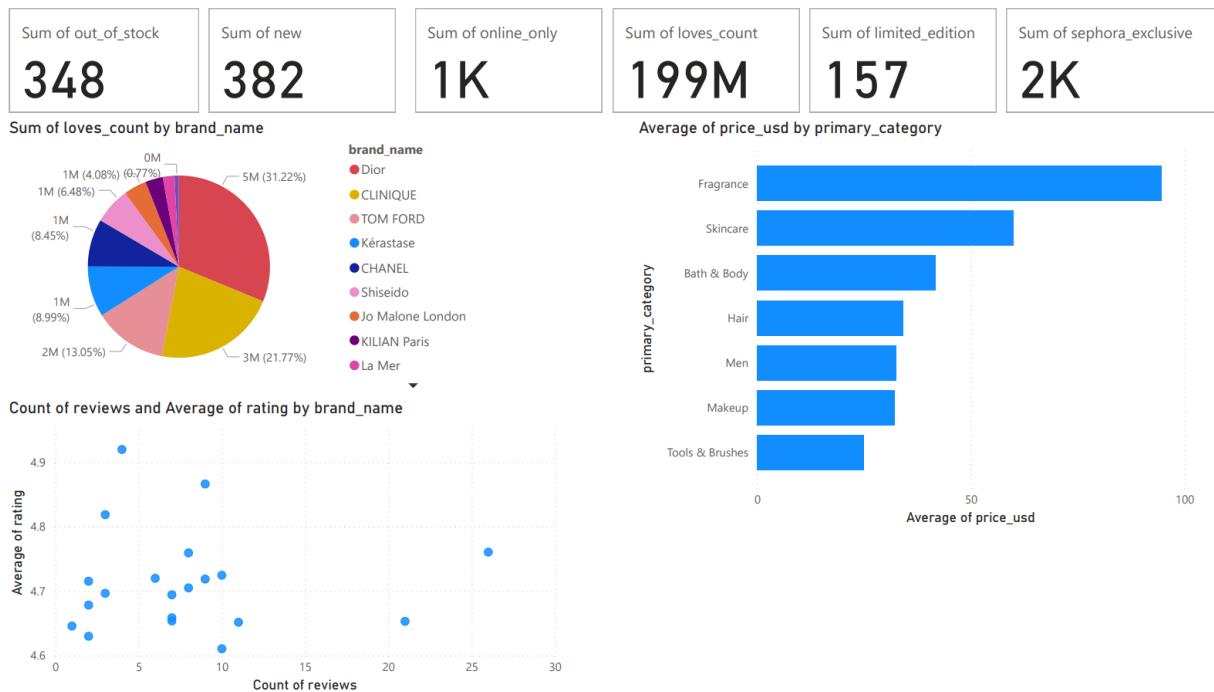 Sum of out_of_stock
348
Sum of new
382
Sum of online_only
1K
Sum of loves_count
199M
Sum of limited_edition
157
Sum of sephora_exclusive
2K
Sum of loves_count by brand_name
0M
(0.77%)
1M (4.08%)
1M (6.48%)
1M
(8.45%)
1M
(8.99%)
2M (13.05%)
3M (21.77%)
5M (31.22%)
brand_name
Dior
CLINIQUE
TOM FORD
Kérastase
CHANEL
Shiseido
Jo Malone London
KILIAN Paris
La Mer
Average of price_usd by primary_category
primary_category
Fragrance
Skincare
Bath & Body
Hair
Men
Makeup
Tools & Brushes
0
50
100
Average of price_usd
Count of reviews and Average of rating by brand_name
Average of rating
4.9
4.8
4.7
4.6
0
5
10
15
20
25
30
Count of reviews